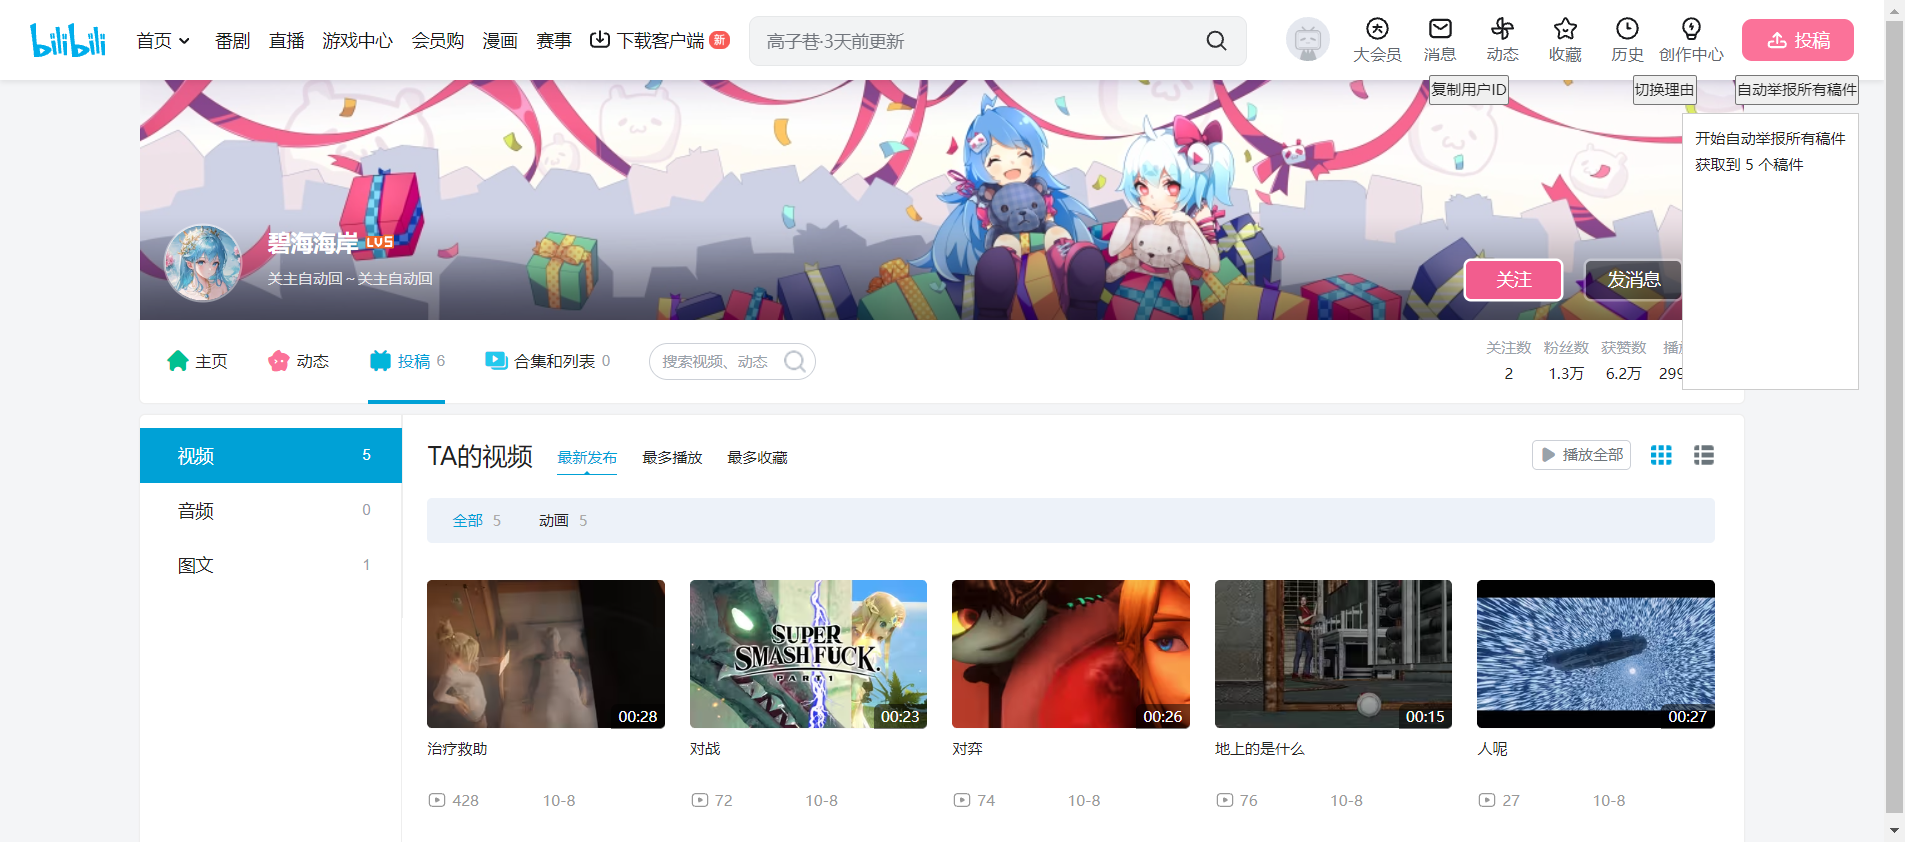 bilibili
首页
番剧
直播
游戏中心
会员购
漫画
赛事
下载客户端 新
高子巷·3天前更新
大会员
消息
动态
收藏
历史
创作中心
投稿
复制用户ID
切换理由
自动举报所有稿件
开始自动举报所有稿件
获取到 5 个稿件
碧海海岸 LV5
关主自动回～关主自动回
关注
发消息
主页
动态
投稿 6
合集和列表 0
搜索视频、动态
关注数 粉丝数 获赞数
2 1.3万 6.2万
视频 5
音频 0
图文 1
TA的视频
最新发布
最多播放
最多收藏
播放全部
全部 5
动画 5
00:28
SUPER
SMASH FUCK.
PART 1
00:23
00:26
00:15
00:27
治疗救助
对战
对弈
地上的是什么
人呢
428 10-8
72 10-8
74 10-8
76 10-8
27 10-8